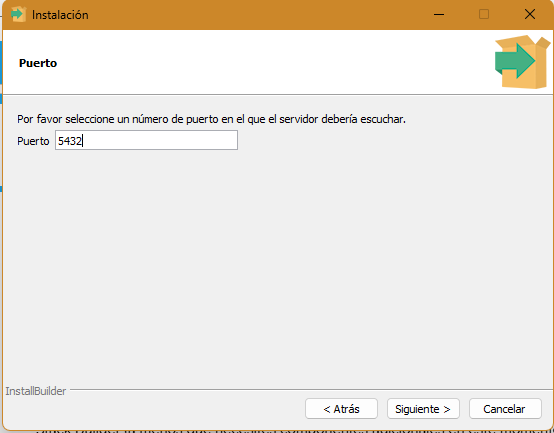 Instalación
Puerto
Por favor seleccione un número de puerto en el que el servidor debería escuchar.
Puerto 5432
InstallBuilder
< Atrás Siguiente > Cancelar